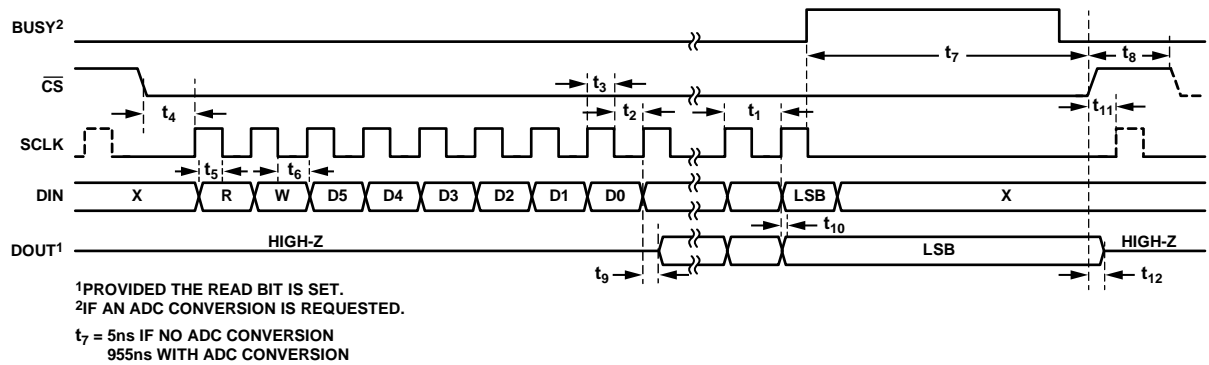 BUSY²
t₇
t₈
CS
t₃
t₄
t₂
t₁
t₁₁
SCLK
t₅
t₆
DIN X R W D5 D4 D3 D2 D1 D0 LSB X
t₁₀
DOUT¹ HIGH-Z LSB HIGH-Z
t₉
t₁₂
¹PROVIDED THE READ BIT IS SET.
²IF AN ADC CONVERSION IS REQUESTED.
t₇ = 5ns IF NO ADC CONVERSION
955ns WITH ADC CONVERSION